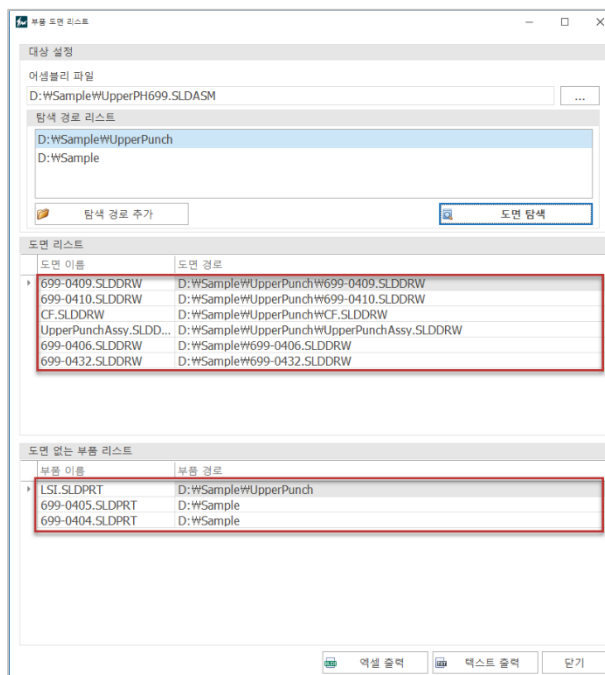 부품 도면 리스트
대상 설정
어셈블리 파일
D:₩Sample₩UpperPH699.SLDASM
...
탐색 경로 리스트
D:₩Sample₩UpperPunch
D:₩Sample
탐색 경로 추가 도면 탐색
도면 리스트
도면 이름 도면 경로
699-0409.SLDDRW D:₩Sample₩UpperPunch₩699-0409.SLDDRW
699-0410.SLDDRW D:₩Sample₩UpperPunch₩699-0410.SLDDRW
CF.SLDDRW D:₩Sample₩UpperPunch₩CF.SLDDRW
UpperPunchAssy.SLDD... D:₩Sample₩UpperPunch₩UpperPunchAssy.SLDDRW
699-0406.SLDDRW D:₩Sample₩699-0406.SLDDRW
699-0432.SLDDRW D:₩Sample₩699-0432.SLDDRW
도면 없는 부품 리스트
부품 이름 부품 경로
LSI.SLDPRT D:₩Sample₩UpperPunch
699-0405.SLDPRT D:₩Sample
699-0404.SLDPRT D:₩Sample
엑셀 출력 텍스트 출력 닫기